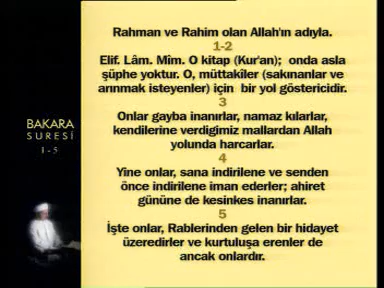 Rahman ve Rahim olan Allah'ın adıyla.
1-2
Elif. Lâm. Mîm. O kitap (Kur'an); onda asla
şüphe yoktur. O, müttakîler (sakınanlar ve
arınmak isteyenler) için bir yol göstericidir.
3
Onlar gayba inanırlar, namaz kılarlar,
kendilerine verdigimiz mallardan Allah
yolunda harcarlar.
4
Yine onlar, sana indirilene ve senden
önce indirilene iman ederler; ahiret
gününe de kesinkes inanırlar.
5
İşte onlar, Rablerinden gelen bir hidayet
üzeredirler ve kurtuluşa erenler de
ancak onlardır.
BAKARA
SURESİ
1 - 5